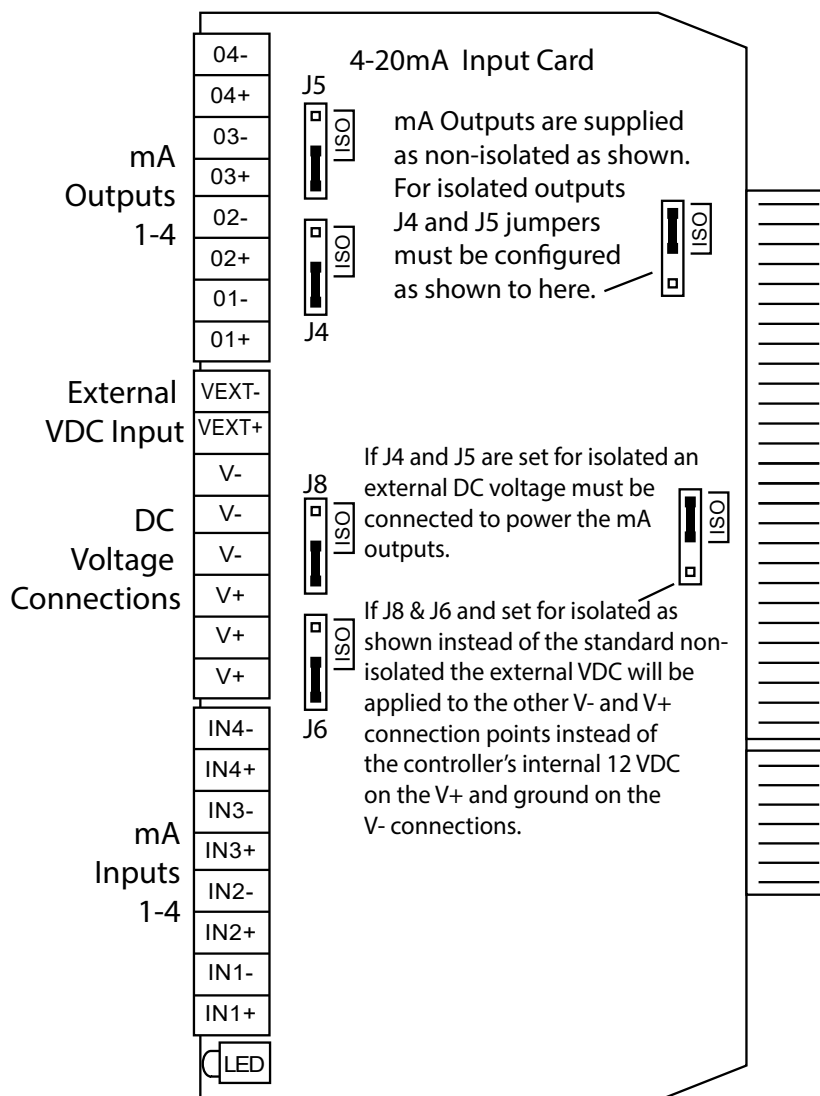 4-20mA Input Card
04-
04+
03-
03+
02-
02+
01-
01+
mA
Outputs
1-4
J5
ISO
ISO
J4
mA Outputs are supplied
as non-isolated as shown.
For isolated outputs
J4 and J5 jumpers
must be configured
as shown to here.
ISO
External
VDC Input
VEXT-
VEXT+
DC
Voltage
Connections
V-
V-
V-
V+
V+
V+
J8
ISO
ISO
J6
If J4 and J5 are set for isolated an
external DC voltage must be
connected to power the mA
outputs.
ISO
If J8 & J6 and set for isolated as
shown instead of the standard non-
isolated the external VDC will be
applied to the other V- and V+
connection points instead of
the controller's internal 12 VDC
on the V+ and ground on the
V- connections.
mA
Inputs
1-4
IN4-
IN4+
IN3-
IN3+
IN2-
IN2+
IN1-
IN1+
LED